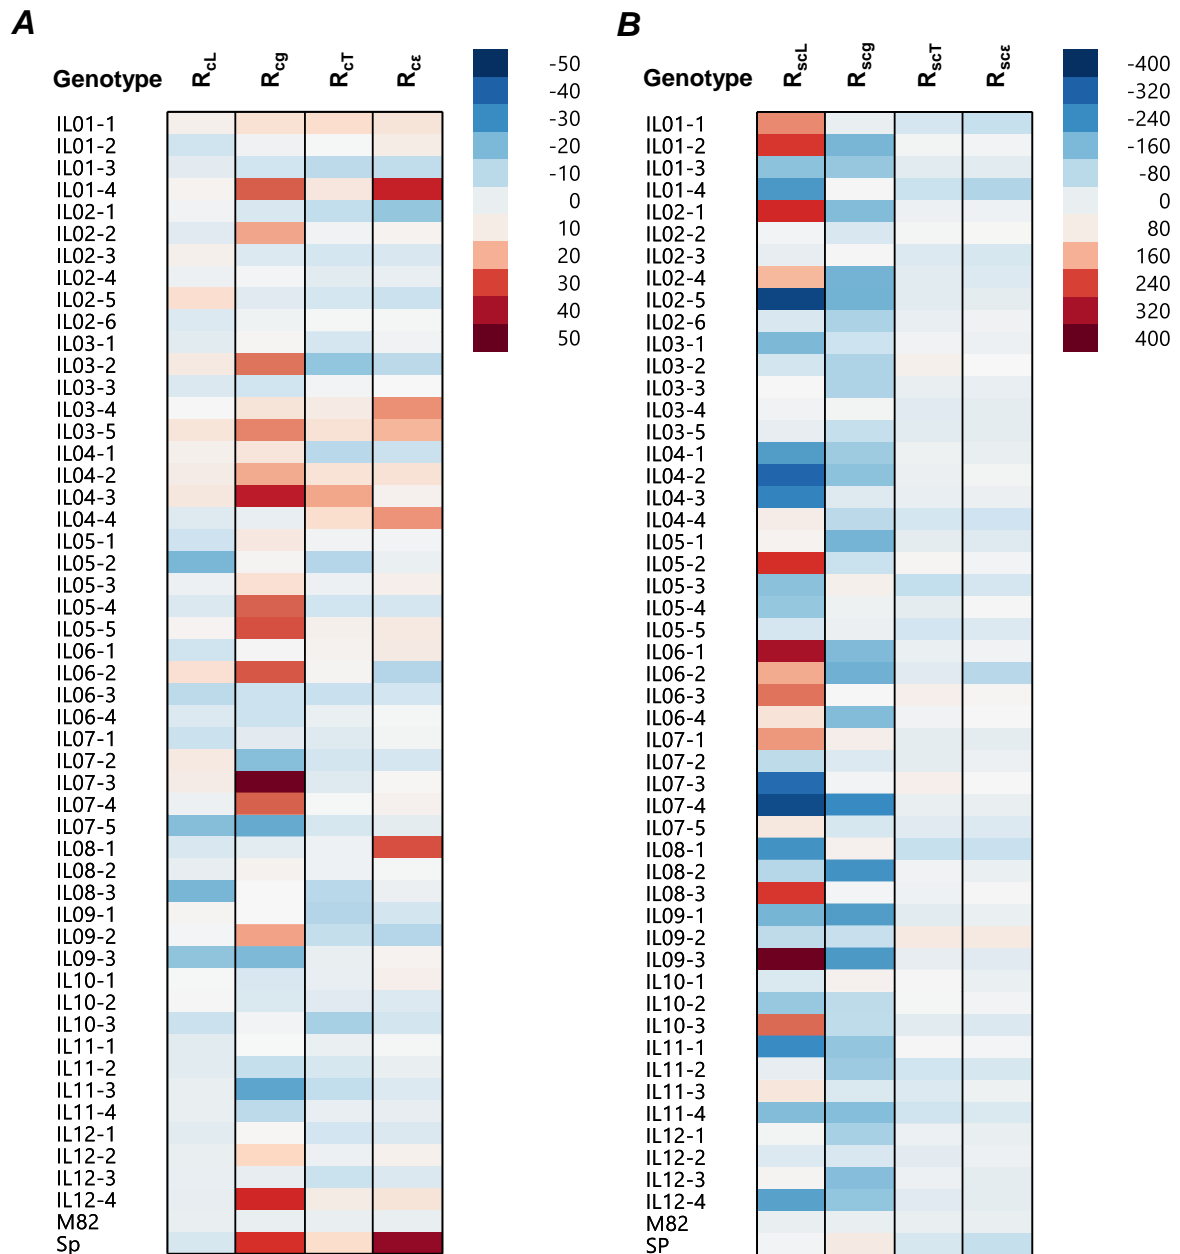 A
B
Genotype RcL Rcg RcT Rcε
Genotype RscL Rscg RscT Rscε
-50
-40
-30
-20
-10
0
10
20
30
40
50
-400
-320
-240
-160
-80
0
80
160
240
320
400
IL01-1
IL01-2
IL01-3
IL01-4
IL02-1
IL02-2
IL02-3
IL02-4
IL02-5
IL02-6
IL03-1
IL03-2
IL03-3
IL03-4
IL03-5
IL04-1
IL04-2
IL04-3
IL04-4
IL05-1
IL05-2
IL05-3
IL05-4
IL05-5
IL06-1
IL06-2
IL06-3
IL06-4
IL07-1
IL07-2
IL07-3
IL07-4
IL07-5
IL08-1
IL08-2
IL08-3
IL09-1
IL09-2
IL09-3
IL10-1
IL10-2
IL10-3
IL11-1
IL11-2
IL11-3
IL11-4
IL12-1
IL12-2
IL12-3
IL12-4
M82
Sp
IL01-1
IL01-2
IL01-3
IL01-4
IL02-1
IL02-2
IL02-3
IL02-4
IL02-5
IL02-6
IL03-1
IL03-2
IL03-3
IL03-4
IL03-5
IL04-1
IL04-2
IL04-3
IL04-4
IL05-1
IL05-2
IL05-3
IL05-4
IL05-5
IL06-1
IL06-2
IL06-3
IL06-4
IL07-1
IL07-2
IL07-3
IL07-4
IL07-5
IL08-1
IL08-2
IL08-3
IL09-1
IL09-2
IL09-3
IL10-1
IL10-2
IL10-3
IL11-1
IL11-2
IL11-3
IL11-4
IL12-1
IL12-2
IL12-3
IL12-4
M82
SP